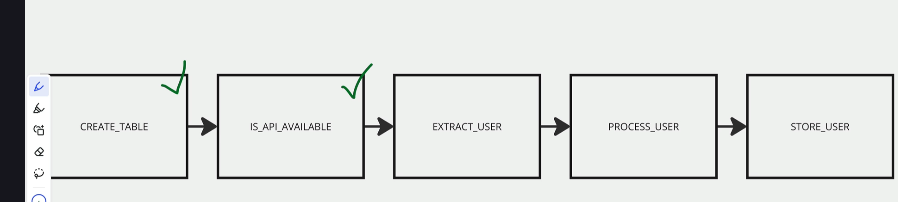 CREATE_TABLE
IS_API_AVAILABLE
EXTRACT_USER
PROCESS_USER
STORE_USER